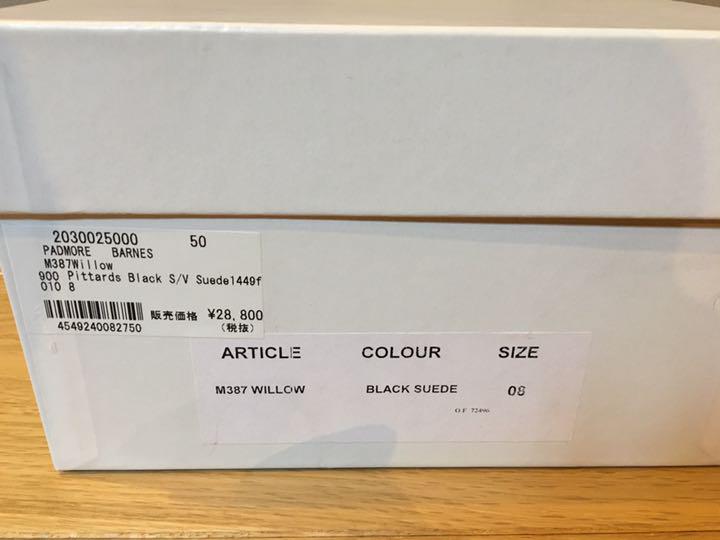 2030025000 50
PADMORE BARNES
M387Willow
900 Pittards Black S/V Suede1449f
010 8
販売価格 ¥28,800
4549240082750 (税抜)
ARTICLE COLOUR SIZE
M387 WILLOW BLACK SUEDE 08
O.F 72496